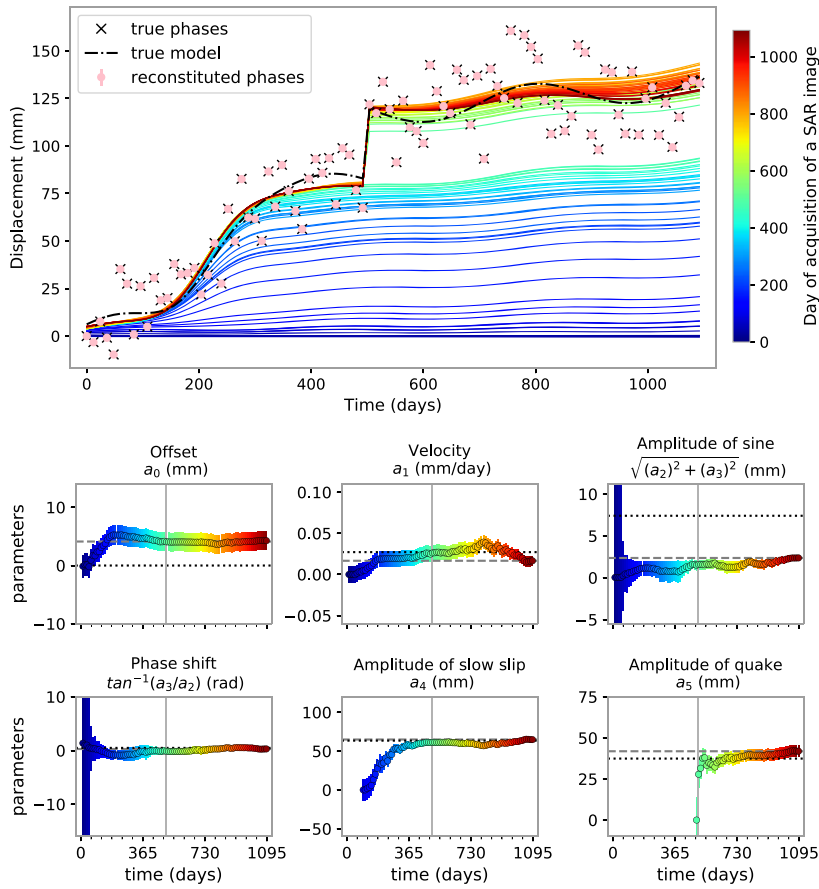 true phases
true model
reconstituted phases
150
125
100
75
50
25
0
Displacement (mm)
0
200
400
600
800
1000
Time (days)
1000
800
600
400
200
0
Day of acquisition of a SAR image
Offset
a₀ (mm)
Velocity
a₁ (mm/day)
Amplitude of sine
√(a₂)² + (a₃)² (mm)
parameters
10
0
−10
0.10
0.05
0.00
−0.05
10
5
0
−5
Phase shift
tan⁻¹(a₃/a₂) (rad)
Amplitude of slow slip
a₄ (mm)
Amplitude of quake
a₅ (mm)
parameters
10
0
−10
100
50
0
−50
75
50
25
0
0
365
730
1095
0
365
730
1095
0
365
730
1095
time (days)
time (days)
time (days)